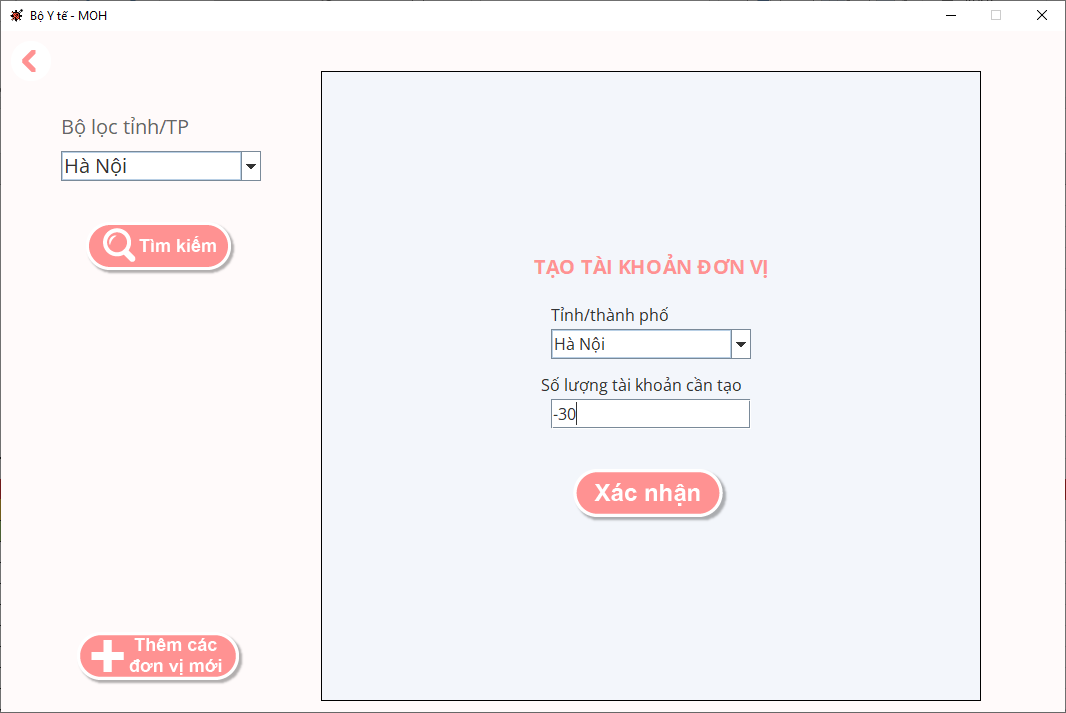 Bộ Y tế - MOH
Bộ lọc tỉnh/TP
Hà Nội
Tìm kiếm
TẠO TÀI KHOẢN ĐƠN VỊ
Tỉnh/thành phố
Hà Nội
Số lượng tài khoản cần tạo
-30
Xác nhận
Thêm các
đơn vị mới